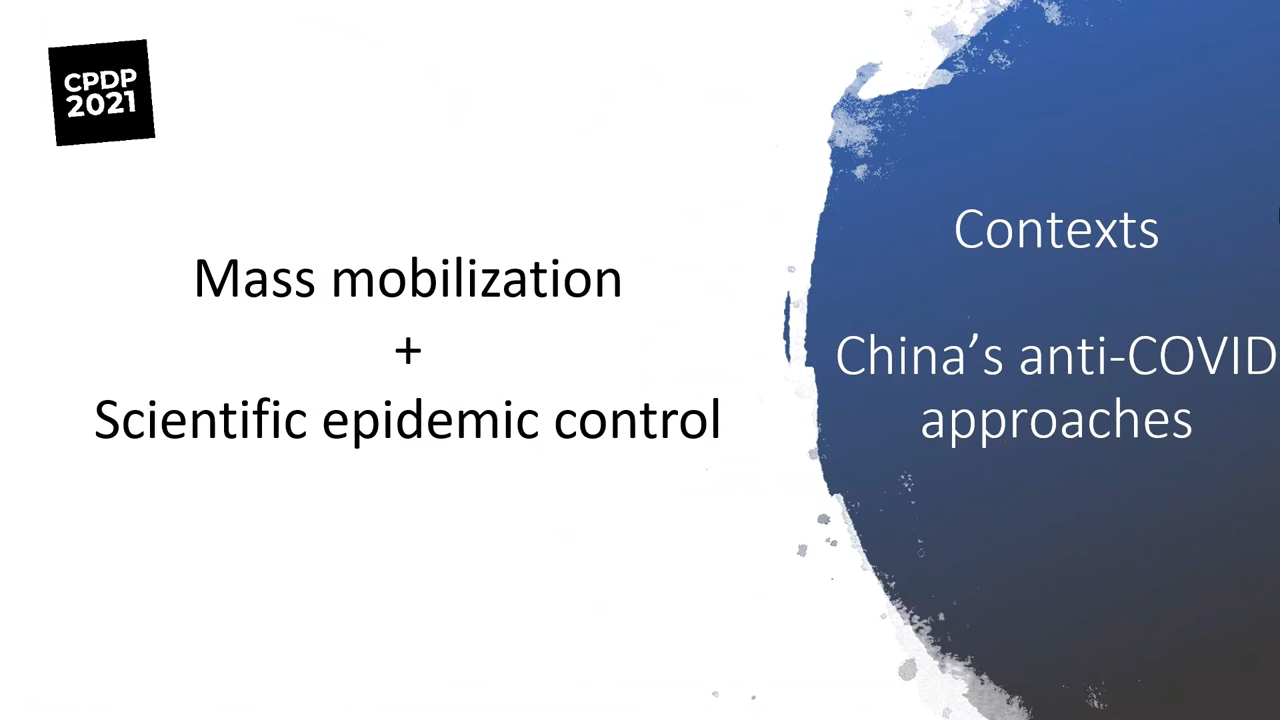 CPDP
2021
Mass mobilization
+
Scientific epidemic control
Contexts
China’s anti-COVID
approaches